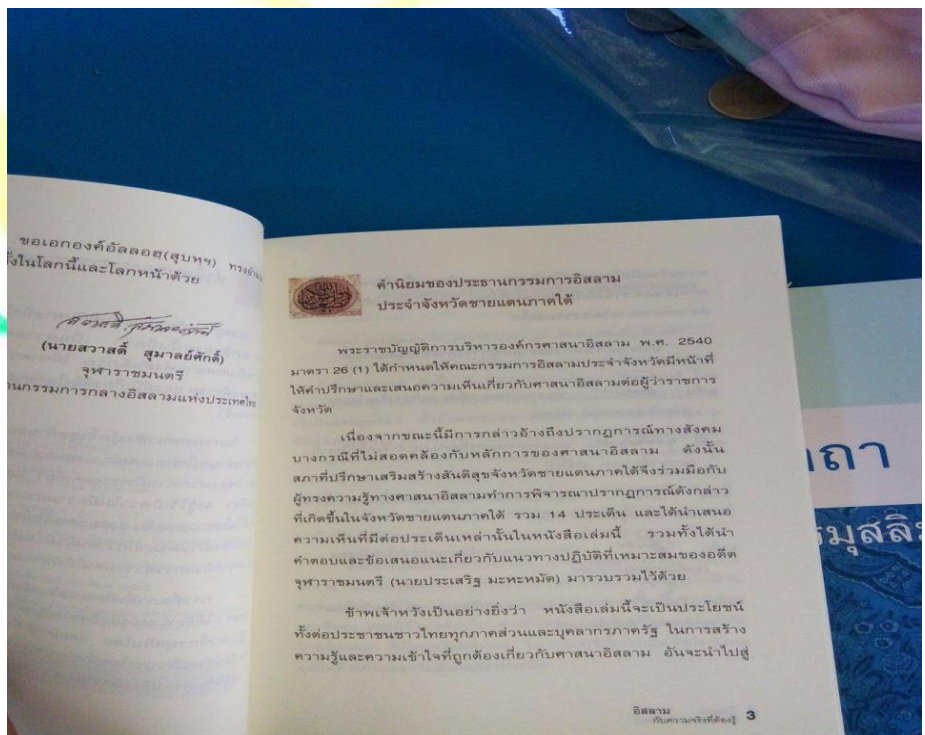 ขอเอกองค์อัลลอฮฺ(สุบหฯ) ทรงอำนวย
ทั้งในโลกนี้และโลกหน้าด้วย
(นายสวาสดิ์ สุมาลย์ศักดิ์)
จุฬาราชมนตรี
านกรรมการกลางอิสลามแห่งประเทศไทย
คำนิยมของประธานกรรมการอิสลาม
ประจำจังหวัดชายแดนภาคใต้
พระราชบัญญัติการบริหารองค์กรศาสนาอิสลาม พ.ศ. 2540
มาตรา 26 (1) ได้กำหนดให้คณะกรรมการอิสลามประจำจังหวัดมีหน้าที่
ให้คำปรึกษาและเสนอความเห็นเกี่ยวกับศาสนาอิสลามต่อผู้ว่าราชการ
จังหวัด
เนื่องจากขณะนี้มีการกล่าวอ้างถึงปรากฏการณ์ทางสังคม
บางกรณีที่ไม่สอดคล้องกับหลักการของศาสนาอิสลาม ดังนั้น
สภาที่ปรึกษาเสริมสร้างสันติสุขจังหวัดชายแดนภาคใต้จึงร่วมมือกับ
ผู้ทรงความรู้ทางศาสนาอิสลามทำการพิจารณาปรากฏการณ์ดังกล่าว
ที่เกิดขึ้นในจังหวัดชายแดนภาคใต้ รวม 14 ประเด็น และได้นำเสนอ
ความเห็นที่มีต่อประเด็นเหล่านั้นในหนังสือเล่มนี้ รวมทั้งได้นำ
คำตอบและข้อเสนอแนะเกี่ยวกับแนวทางปฏิบัติที่เหมาะสมของอดีต
จุฬาราชมนตรี (นายประเสริฐ มะหะหมัด) มารวบรวมไว้ด้วย
ข้าพเจ้าหวังเป็นอย่างยิ่งว่า หนังสือเล่มนี้จะเป็นประโยชน์
ทั้งต่อประชาชนชาวไทยทุกภาคส่วนและบุคลากรภาครัฐ ในการสร้าง
ความรู้และความเข้าใจที่ถูกต้องเกี่ยวกับศาสนาอิสลาม อันจะนำไปสู่
อิสลาม
กับความจริงที่ต้องรู้ 3
าถา
รมุสลิม